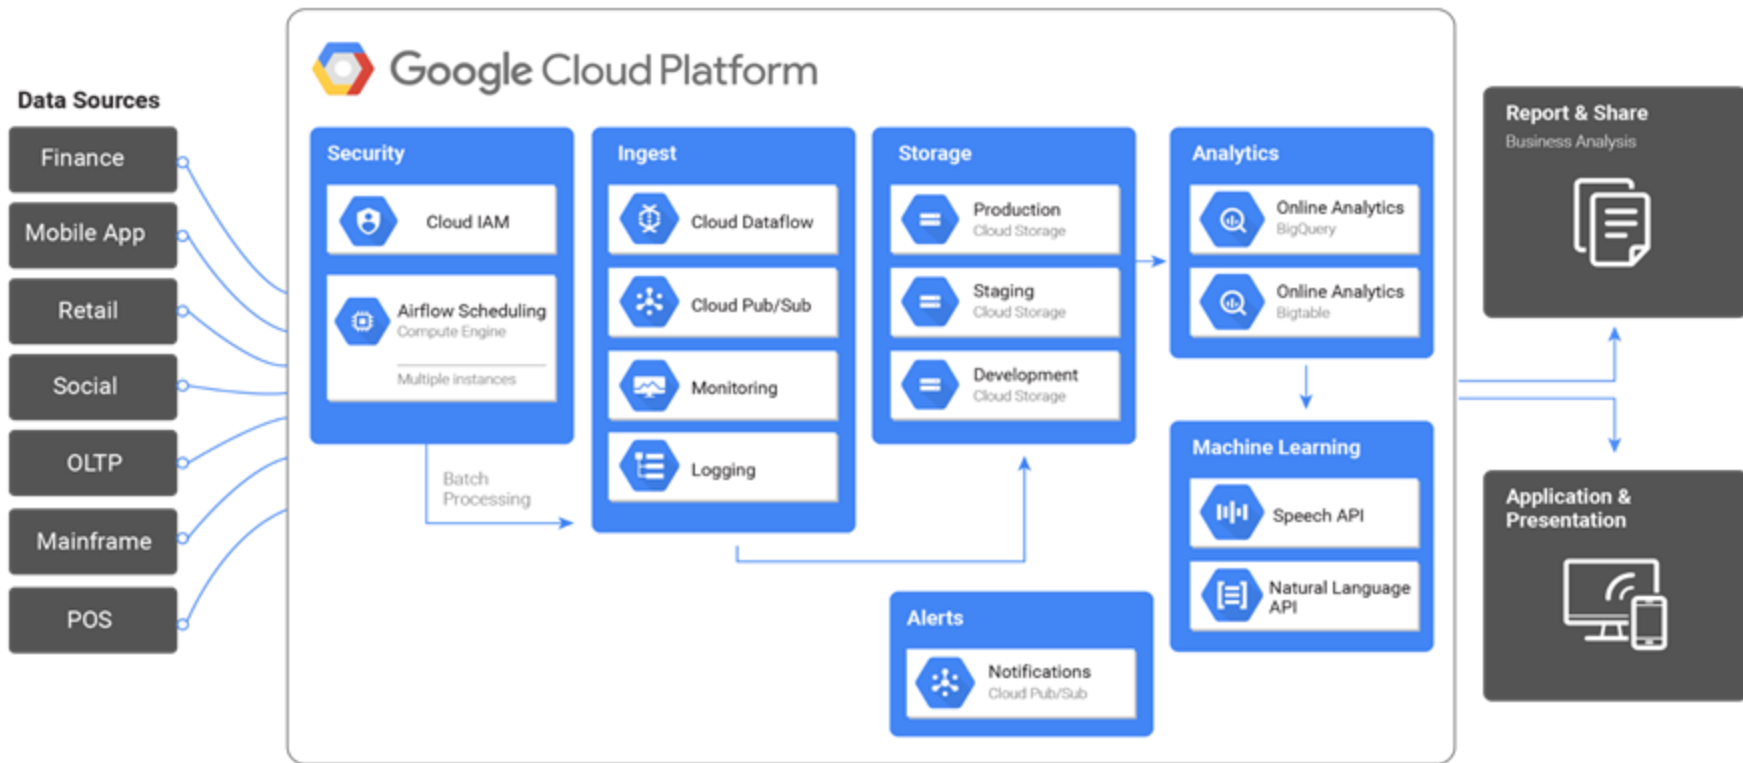 Google Cloud Platform
Data Sources
Finance
Mobile App
Retail
Social
OLTP
Mainframe
POS
Security
Cloud IAM
Airflow Scheduling
Compute Engine
Multiple instances
Batch
Processing
Ingest
Cloud Dataflow
Cloud Pub/Sub
Monitoring
Logging
Storage
Production
Cloud Storage
Staging
Cloud Storage
Development
Cloud Storage
Alerts
Notifications
Cloud Pub/Sub
Analytics
Online Analytics
BigQuery
Online Analytics
Bigtable
Machine Learning
Speech API
Natural Language
API
Report & Share
Business Analysis
Application &
Presentation